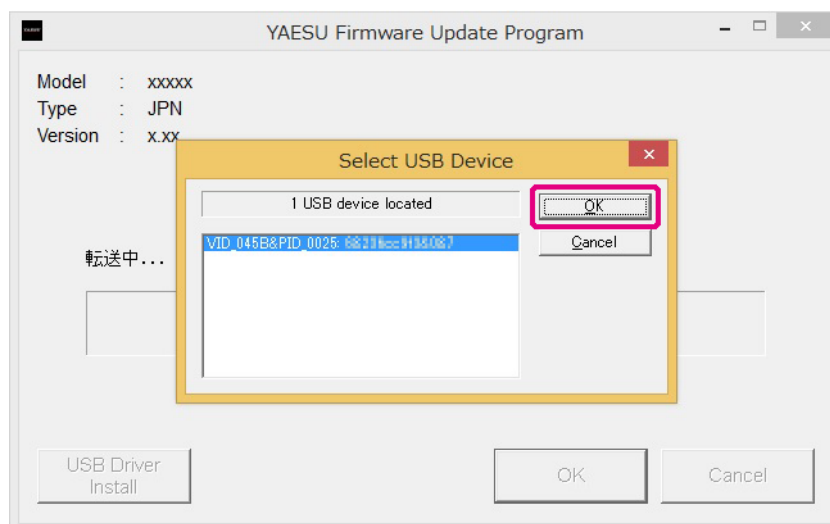 YAESU Firmware Update Program
Model : xxxxx
Type : JPN
Version : x.xx
Select USB Device
1 USB device located
OK
VID_045B&PID_0025:
Cancel
転送中...
USB Driver
Install
OK
Cancel